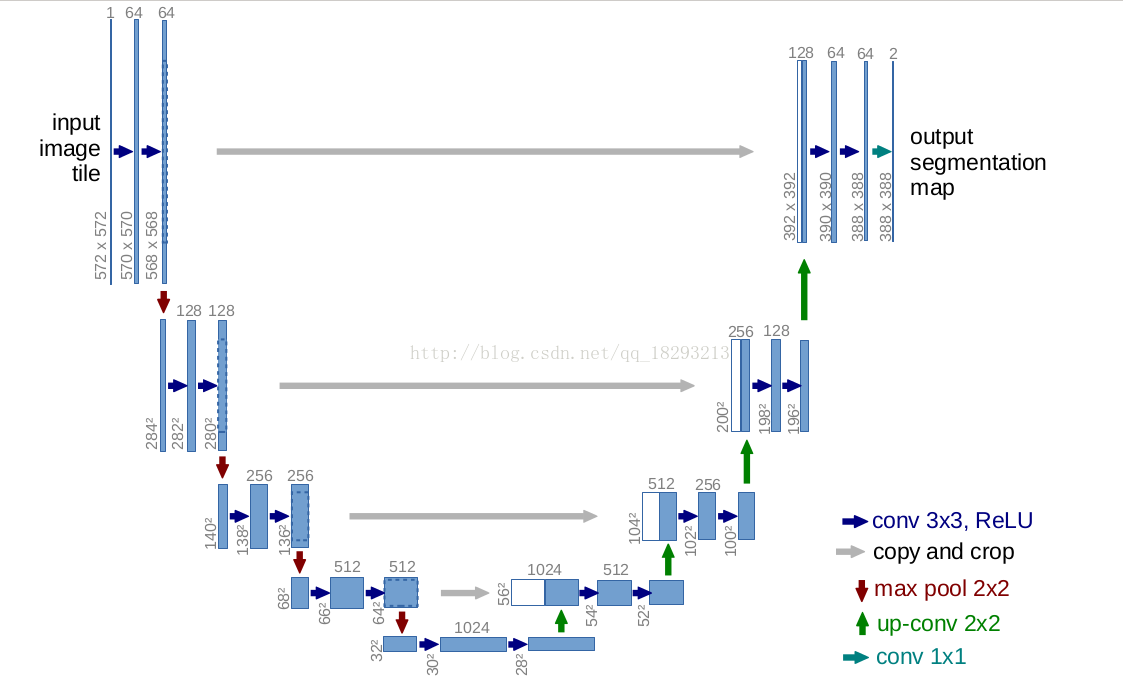 1 64 64
128 64 64 2
input
image
tile
output
segmentation
map
572 x 572
570 x 570
568 x 568
392 x 392
390 x 390
388 x 388
388 x 388
128 128
256 128
http://blog.csdn.net/qq_18293213
284²
282²
280²
200²
198²
196²
256 256
512 256
140²
138²
136²
104²
102²
100²
512 512
1024 512
68²
66²
64²
56²
54²
52²
1024
32²
30²
28²
conv 3x3, ReLU
copy and crop
max pool 2x2
up-conv 2x2
conv 1x1